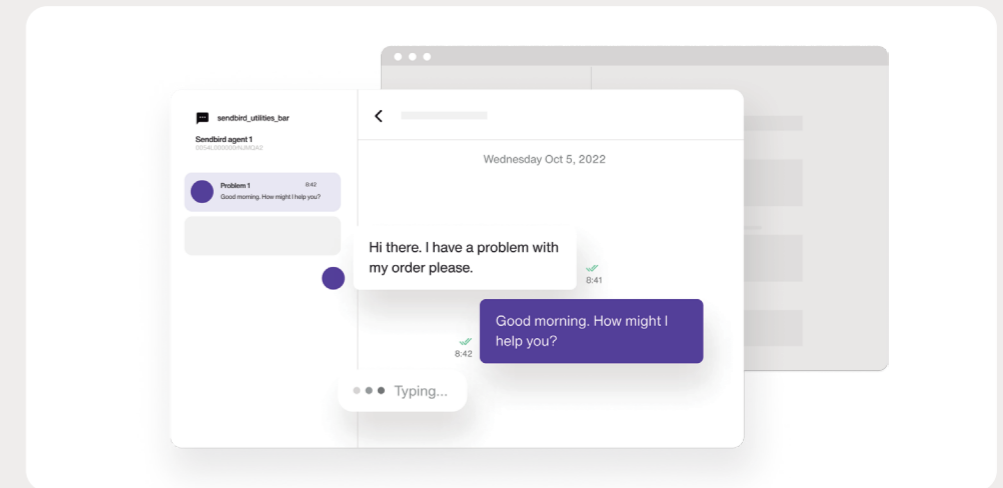 sendbird_utilities_bar
Sendbird agent 1
Problem 1 8:42
Good morning. How might I help you?
Wednesday Oct 5, 2022
Hi there. I have a problem with
my order please.
8:41
Good morning. How might I
help you?
8:42
Typing...